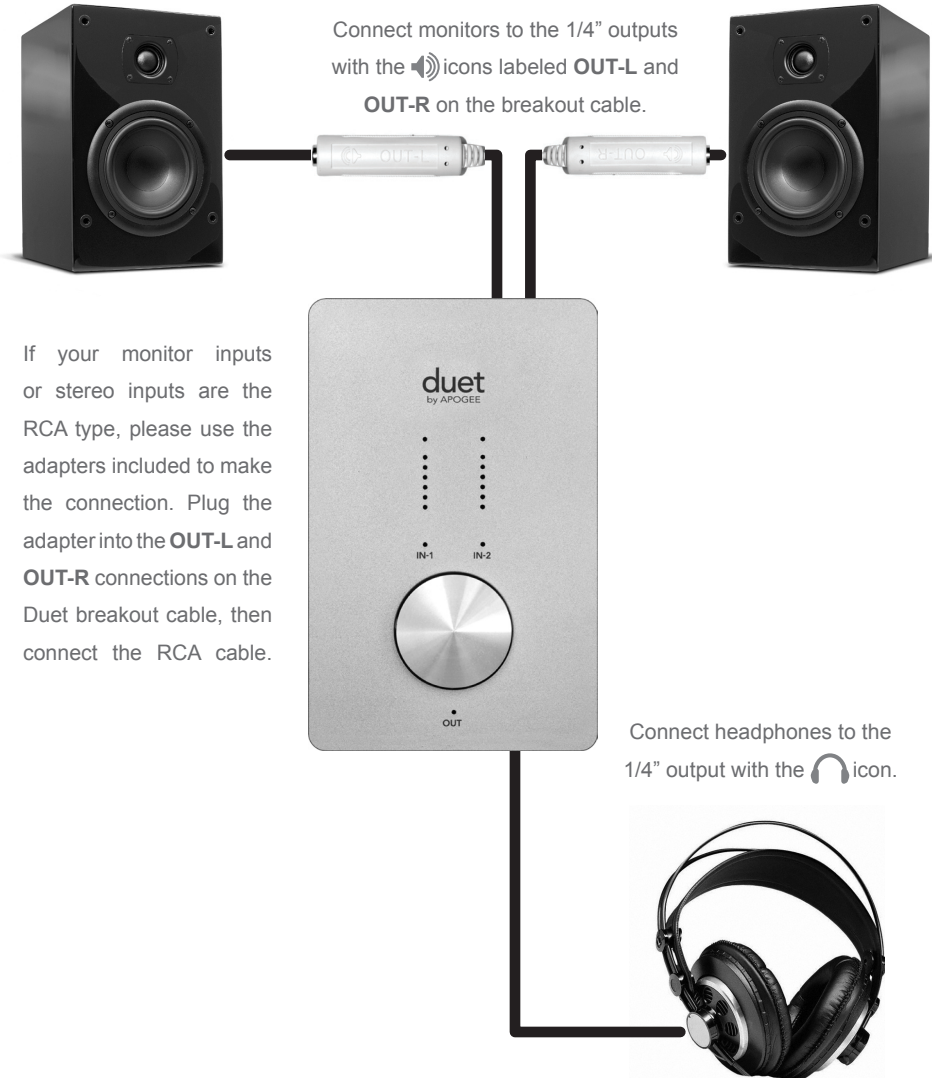 Connect monitors to the 1/4” outputs
with the icons labeled OUT-L and
OUT-R on the breakout cable.
OUT-L
OUT-R
If your monitor inputs
or stereo inputs are the
RCA type, please use the
adapters included to make
the connection. Plug the
adapter into the OUT-L and
OUT-R connections on the
Duet breakout cable, then
connect the RCA cable.
duet
by APOGEE
IN-1 IN-2
OUT
Connect headphones to the
1/4” output with the icon.